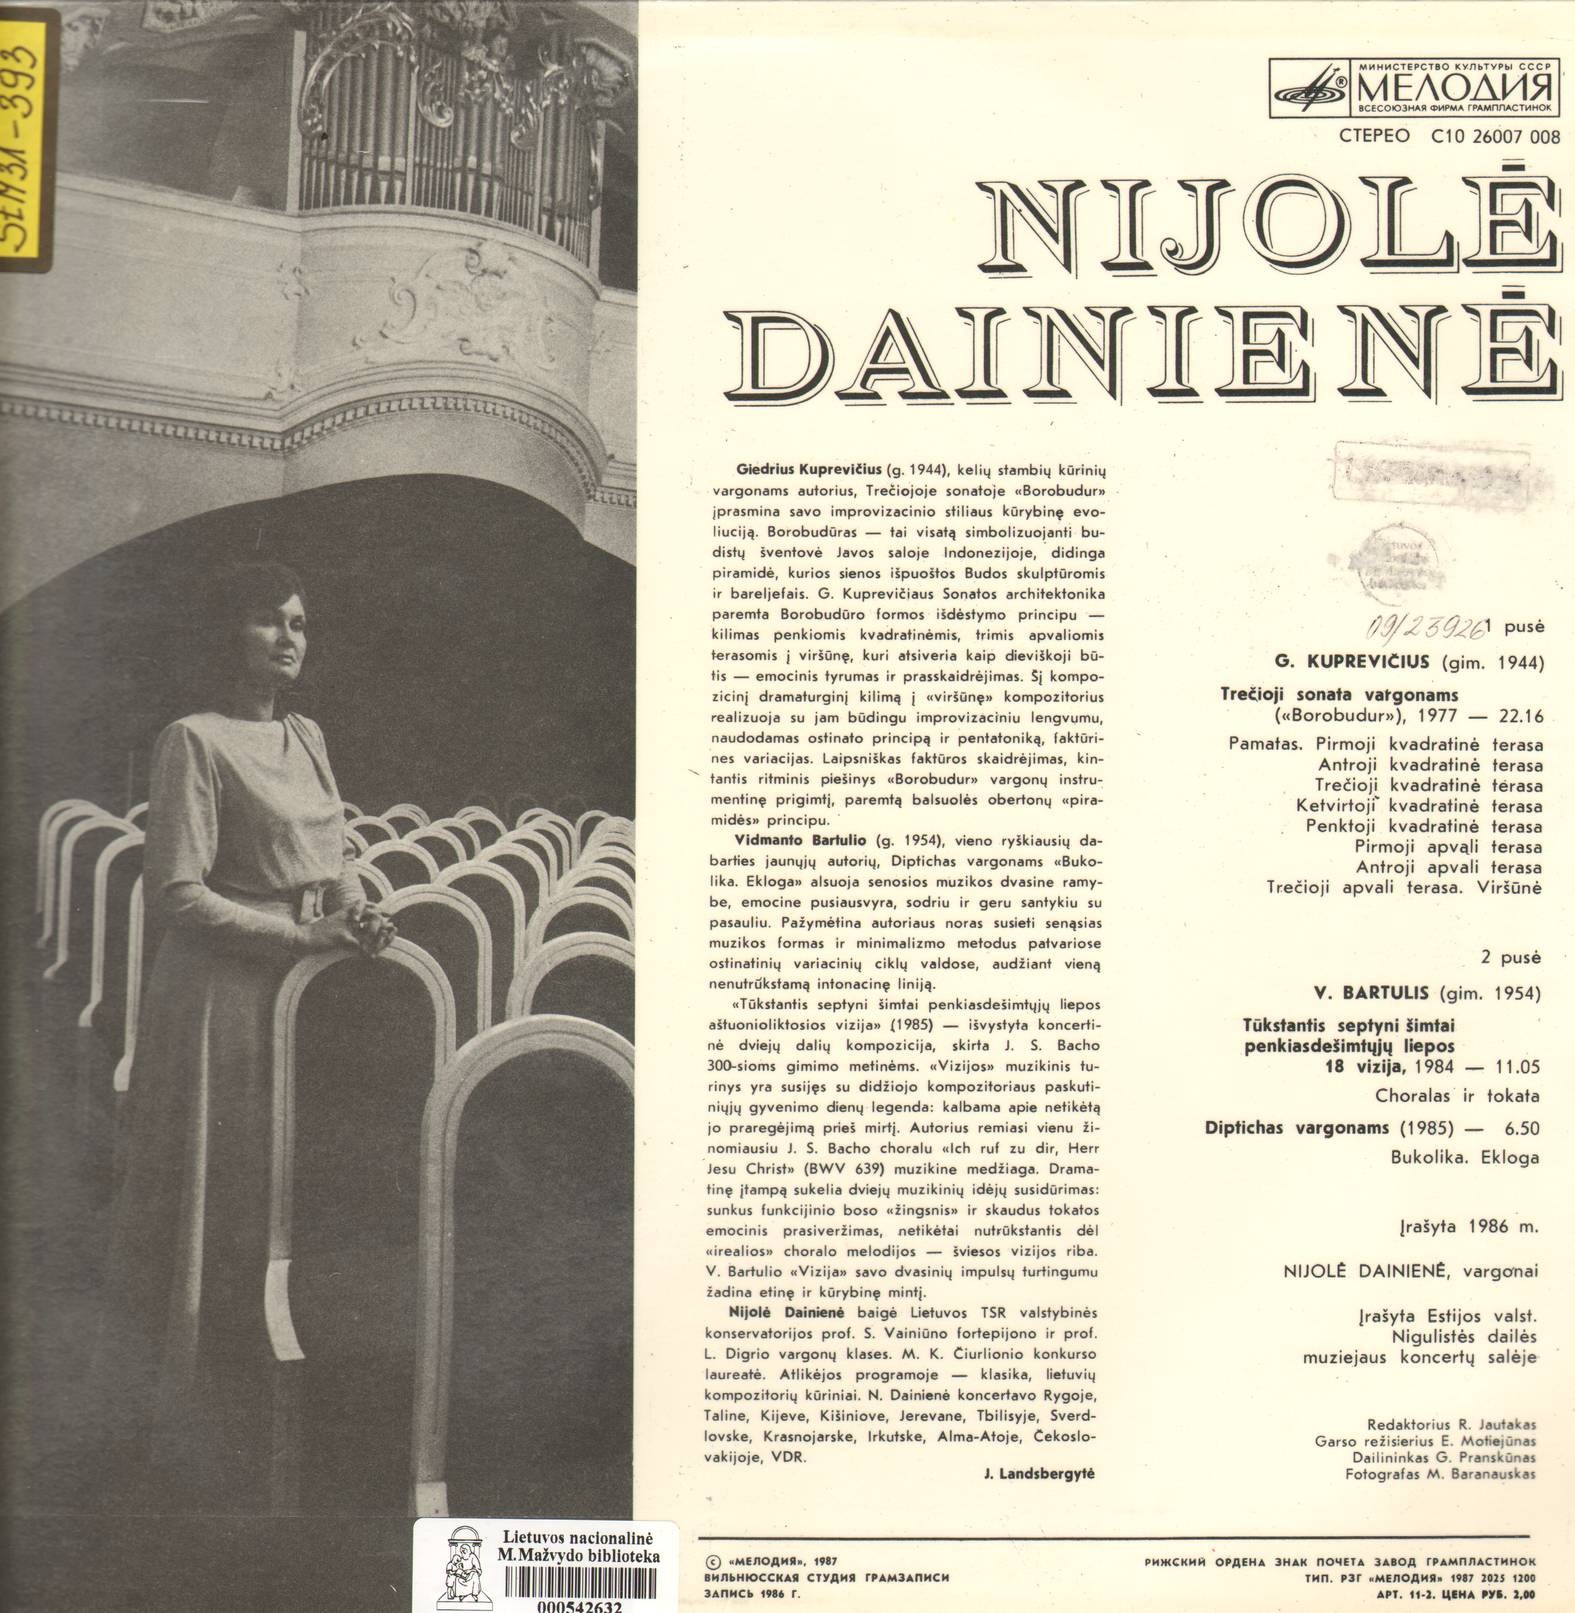 StM31-393
МИНИСТЕРСТВО КУЛЬТУРЫ СССР
МЕЛОДИЯ
ВСЕСОЮЗНАЯ ФИРМА ГРАМПЛАСТИНОК
СТЕРЕО С10 26007 008
NIJOLĖ
DAINIENĖ
Giedrius Kuprevičius (g. 1944), kelių stambių kūrinių
vargonams autorius, Trečiojoje sonatoje «Borobudur»
įprasmina savo improvizacinio stiliaus kūrybinę evo-
liuciją. Borobudūras — tai visatą simbolizuojanti bu-
distų šventovė Javos saloje Indonezijoje, didinga
piramidė, kurios sienos išpuoštos Budos skulptūromis
ir bareljefais. G. Kuprevičiaus Sonatos architektonika
paremta Borobudūro formos išdėstymo principu —
kilimas penkiomis kvadratinėmis, trimis apvaliomis
terasomis į viršūnę, kuri atsiveria kaip dieviškoji bū-
tis — emocinis tyrumas ir prasskaidrėjimas. Šį kompo-
zicinį dramaturginį kilimą į «viršūnę» kompozitorius
realizuoja su jam būdingu improvizaciniu lengvumu,
naudodamas ostinato principą ir pentatoniką, faktūri-
nes variacijas. Laipsniškas faktūros skaidrėjimas, kin-
tantis ritminis piešinys «Borobudur» vargonų instru-
mentinę prigimtį, paremtą balsuolės obertonų «pira-
midės» principu.
Vidmanto Bartulio (g. 1954), vieno ryškiausių da-
barties jaunųjų autorių, Diptichas vargonams «Buko-
lika. Ekloga» alsuoja senosios muzikos dvasine ramy-
be, emocine pusiausvyra, sodriu ir geru santykiu su
pasauliu. Pažymėtina autoriaus noras susieti senąsias
muzikos formas ir minimalizmo metodus patvariose
ostinatinių variacinių ciklų valdose, audžiant vieną
nenutrūkstamą intonacinę liniją.
«Tūkstantis septyni šimtai penkiasdešimtųjų liepos
aštuonioliktosios vizija» (1985) — išvystyta koncerti-
nė dviejų dalių kompozicija, skirta J. S. Bacho
300-sioms gimimo metinėms. «Vizijos» muzikinis tu-
rinys yra susijęs su didžiojo kompozitoriaus paskuti-
niųjų gyvenimo dienų legenda: kalbama apie netikėtą
jo praregėjimą prieš mirtį. Autorius remiasi vienu ži-
nomiausiu J. S. Bacho choralu «Ich ruf zu dir, Herr
Jesu Christ» (BWV 639) muzikine medžiaga. Drama-
tinę įtampą sukelia dviejų muzikinių idėjų susidūrimas:
sunkus funkcijinio boso «žingsnis» ir skaudus tokatos
emocinis prasiveržimas, netikėtai nutrūkstantis dėl
«irealios» choralo melodijos — šviesos vizijos riba.
V. Bartulio «Vizija» savo dvasinių impulsų turtingumu
žadina etinę ir kūrybinę mintį.
Nijolė Dainienė baigė Lietuvos TSR valstybinės
konservatorijos prof. S. Vainiūno fortepijono ir prof.
L. Digrio vargonų klases. M. K. Čiurlionio konkurso
laureatė. Atlikėjos programoje — klasika, lietuvių
kompozitorių kūriniai. N. Dainienė koncertavo Rygoje,
Taline, Kijeve, Kišiniove, Jerevane, Tbilisyje, Sverd-
lovske, Krasnojarske, Irkutske, Alma-Atoje, Čekoslo-
vakijoje, VDR.
J. Landsbergytė
09/23926
1 pusė
G. KUPREVIČIUS (gim. 1944)
Trečioji sonata vargonams
(«Borobudur»), 1977 — 22.16
Pamatas. Pirmoji kvadratinė terasa
Antroji kvadratinė terasa
Trečioji kvadratinė terasa
Ketvirtoji kvadratinė terasa
Penktoji kvadratinė terasa
Pirmoji apvali terasa
Antroji apvali terasa
Trečioji apvali terasa. Viršūnė
2 pusė
V. BARTULIS (gim. 1954)
Tūkstantis septyni šimtai
penkiasdešimtųjų liepos
18 vizija, 1984 — 11.05
Choralas ir tokata
Diptichas vargonams (1985) — 6.50
Bukolika. Ekloga
Įrašyta 1986 m.
NIJOLĖ DAINIENĖ, vargonai
Įrašyta Estijos valst.
Nigulistės dailės
muziejaus koncertų salėje
Redaktorius R. Jautakas
Garso režisierius E. Motiejūnas
Dailininkas G. Pranskūnas
Fotografas M. Baranauskas
Lietuvos nacionalinė
M.Mažvydo biblioteka
000542632
© «МЕЛОДИЯ», 1987
ВИЛЬНЮССКАЯ СТУДИЯ ГРАМЗАПИСИ
ЗАПИСЬ 1986 Г.
РИЖСКИЙ ОРДЕНА ЗНАК ПОЧЕТА ЗАВОД ГРАМПЛАСТИНОК
ТИП. РЗГ «МЕЛОДИЯ» 1987 2025 1200
АРТ. 11-2. ЦЕНА РУБ. 2,00